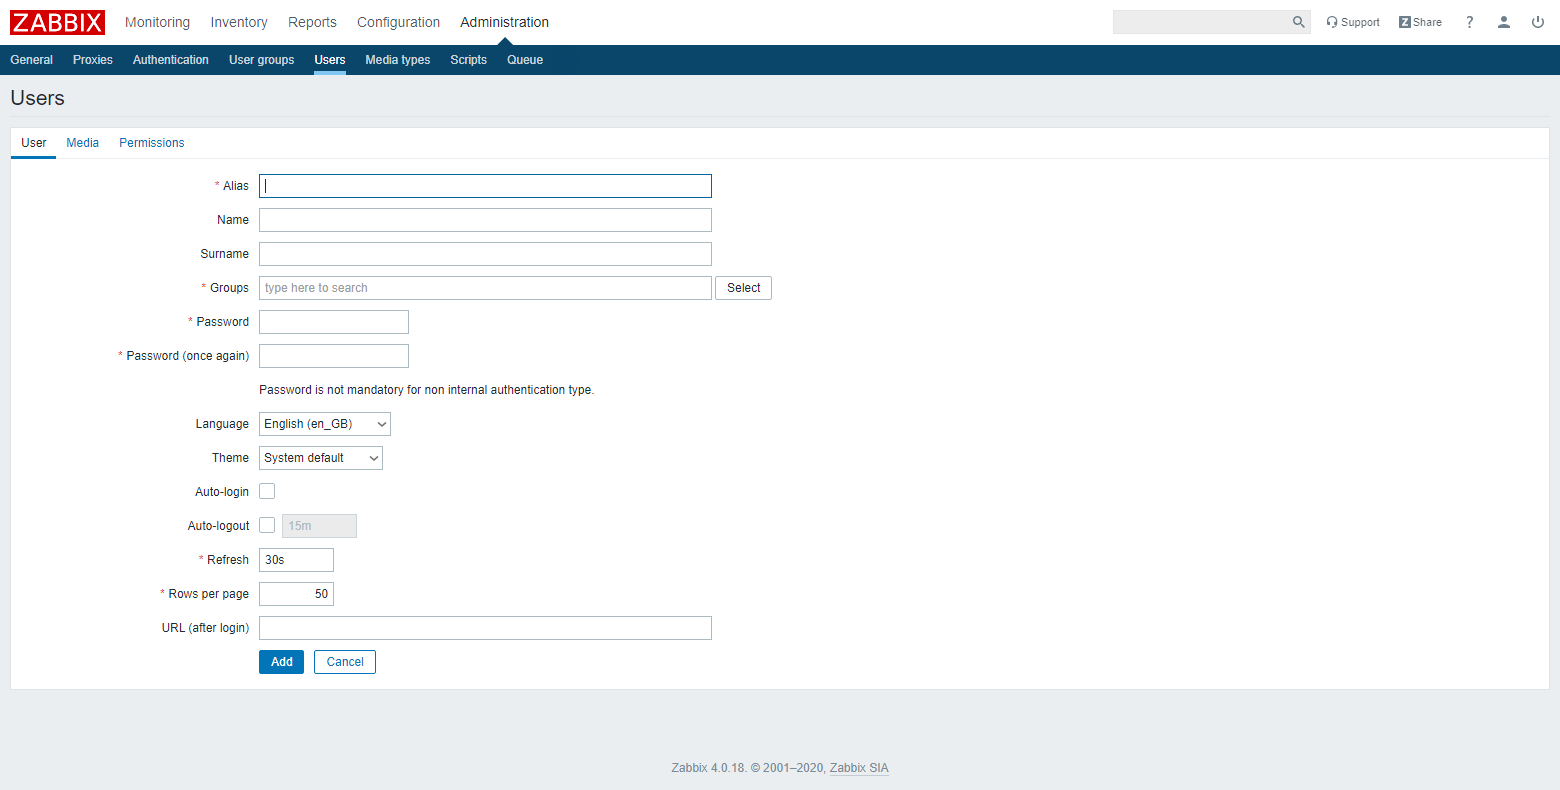 ZABBIX Monitoring Inventory Reports Configuration Administration Support Z Share ?
General Proxies Authentication User groups Users Media types Scripts Queue
Users
User Media Permissions
* Alias
Name
Surname
* Groups type here to search Select
* Password
* Password (once again)
Password is not mandatory for non internal authentication type.
Language English (en_GB)
Theme System default
Auto-login
Auto-logout 15m
* Refresh 30s
* Rows per page 50
URL (after login)
Add Cancel
Zabbix 4.0.18. © 2001–2020, Zabbix SIA